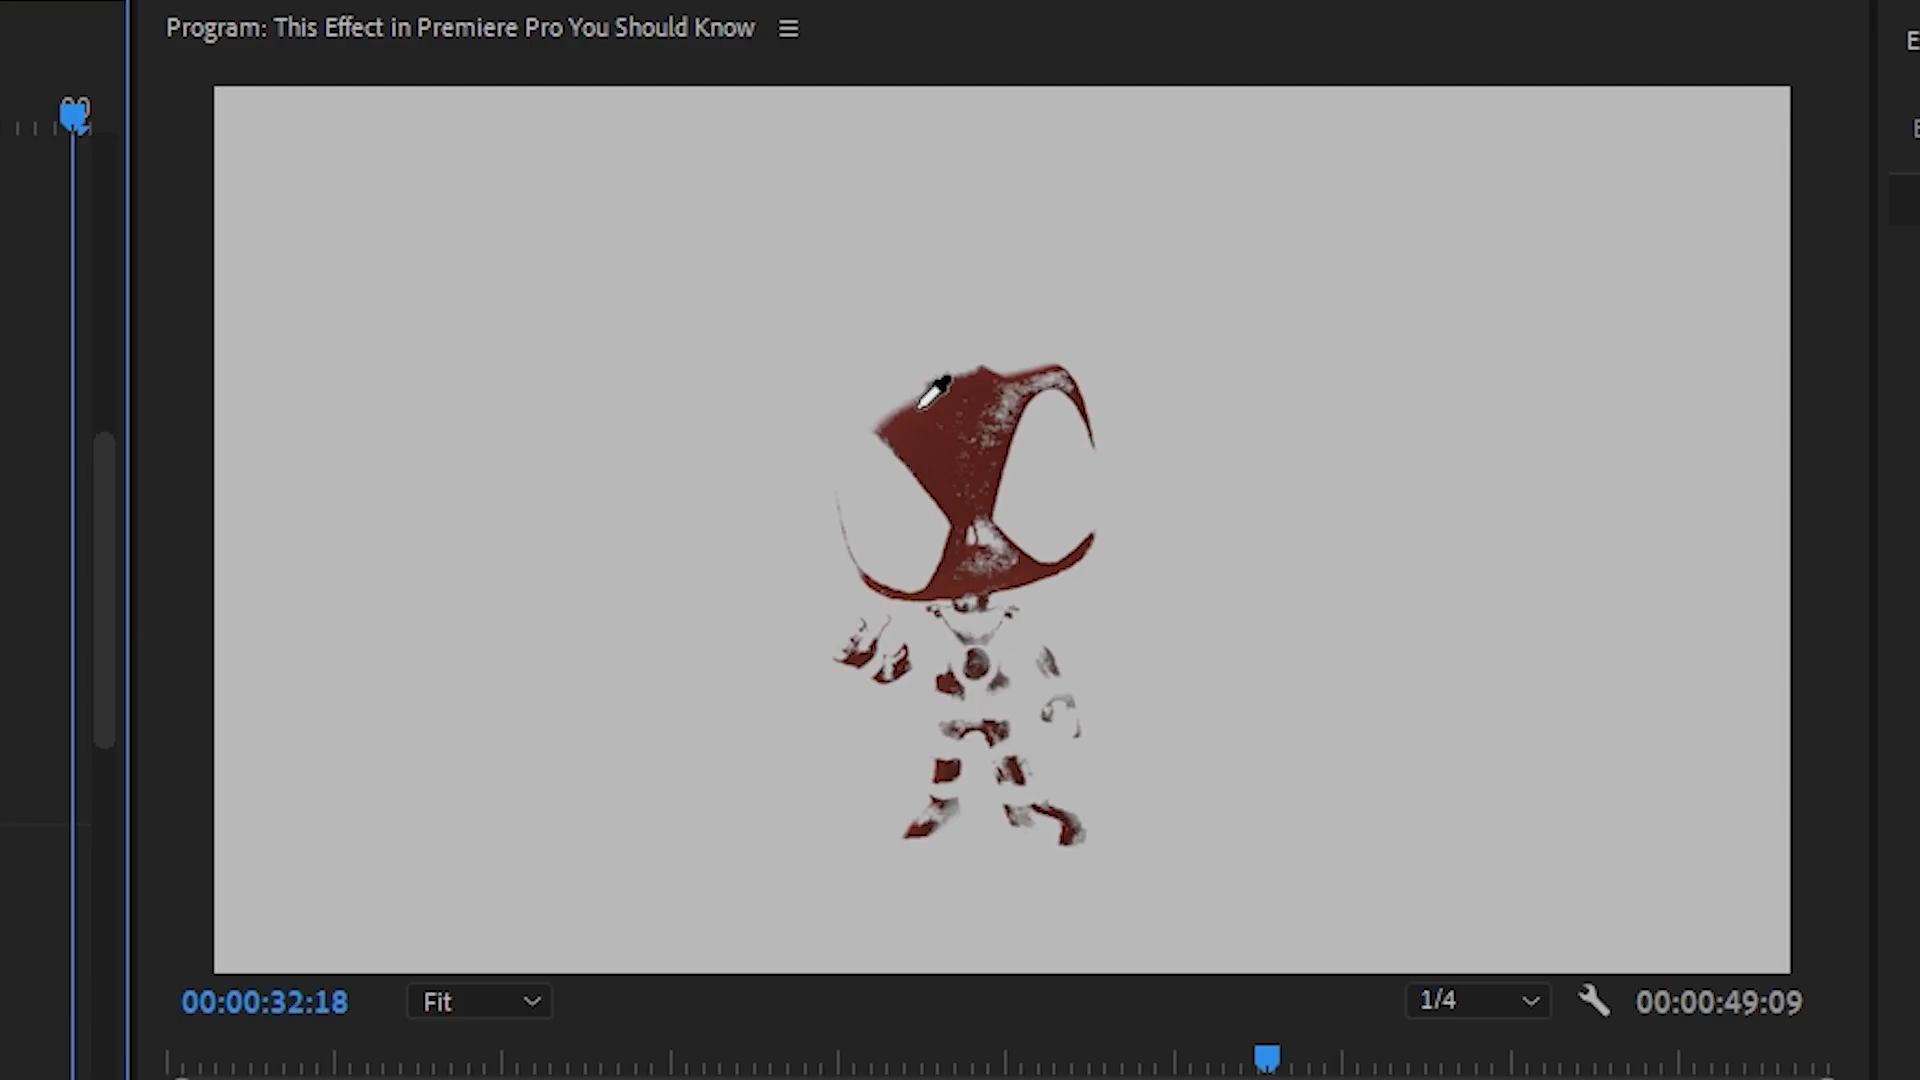 Program: This Effect in Premiere Pro You Should Know
E
E
00:00:32:18
Fit
1/4
00:00:49:09